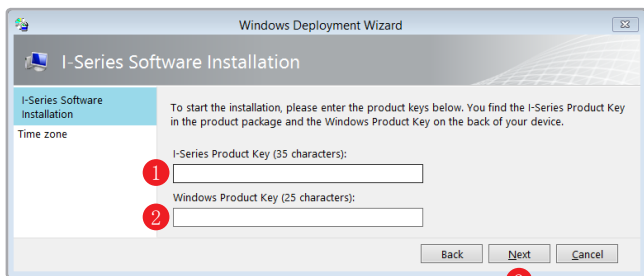 Windows Deployment Wizard
I-Series Software Installation
I-Series Software
Installation
Time zone
To start the installation, please enter the product keys below. You find the I-Series Product Key
in the product package and the Windows Product Key on the back of your device.
I-Series Product Key (35 characters):
1
Windows Product Key (25 characters):
2
Back Next Cancel